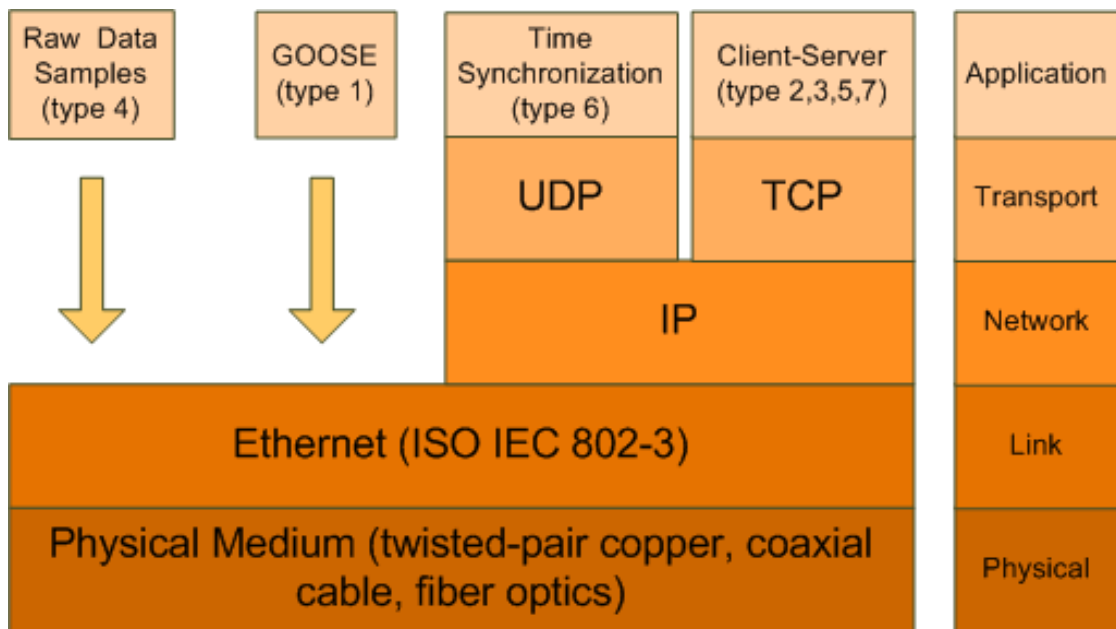 Raw Data
Samples
(type 4)
GOOSE
(type 1)
Time
Synchronization
(type 6)
Client-Server
(type 2,3,5,7)
Application
UDP
TCP
Transport
IP
Network
Ethernet (ISO IEC 802-3)
Link
Physical Medium (twisted-pair copper, coaxial
cable, fiber optics)
Physical